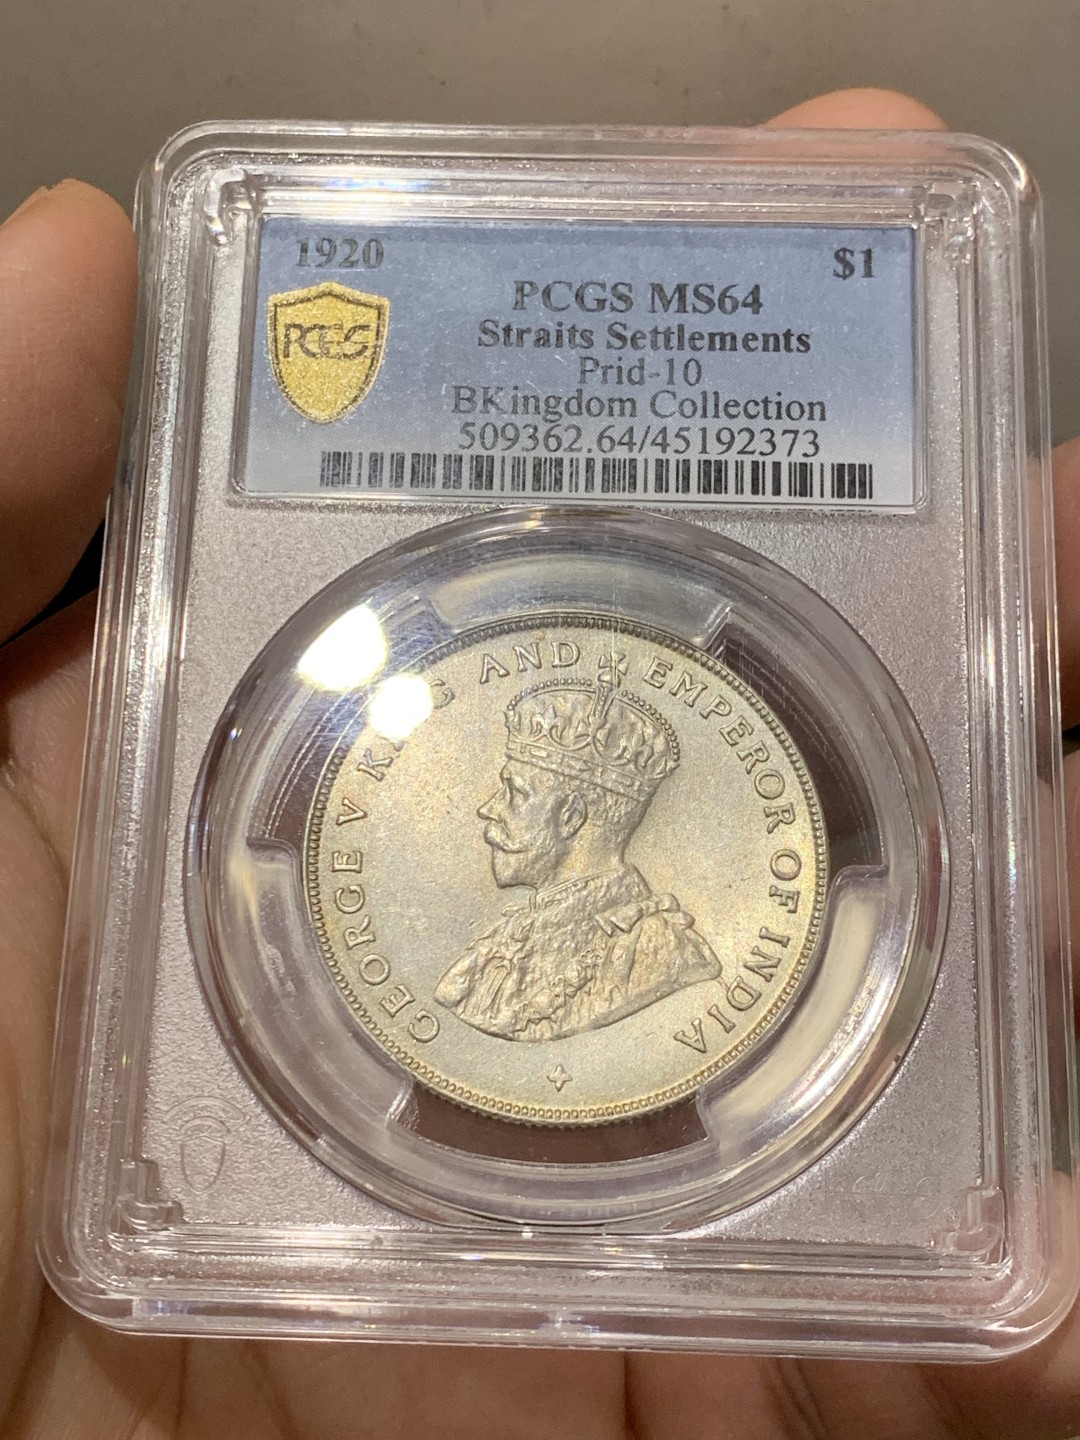 1920 $1
PCGS
PCGS MS64
Straits Settlements
Prid-10
BKingdom Collection
509362.64/45192373
GEORGE V KING AND EMPEROR OF INDIA